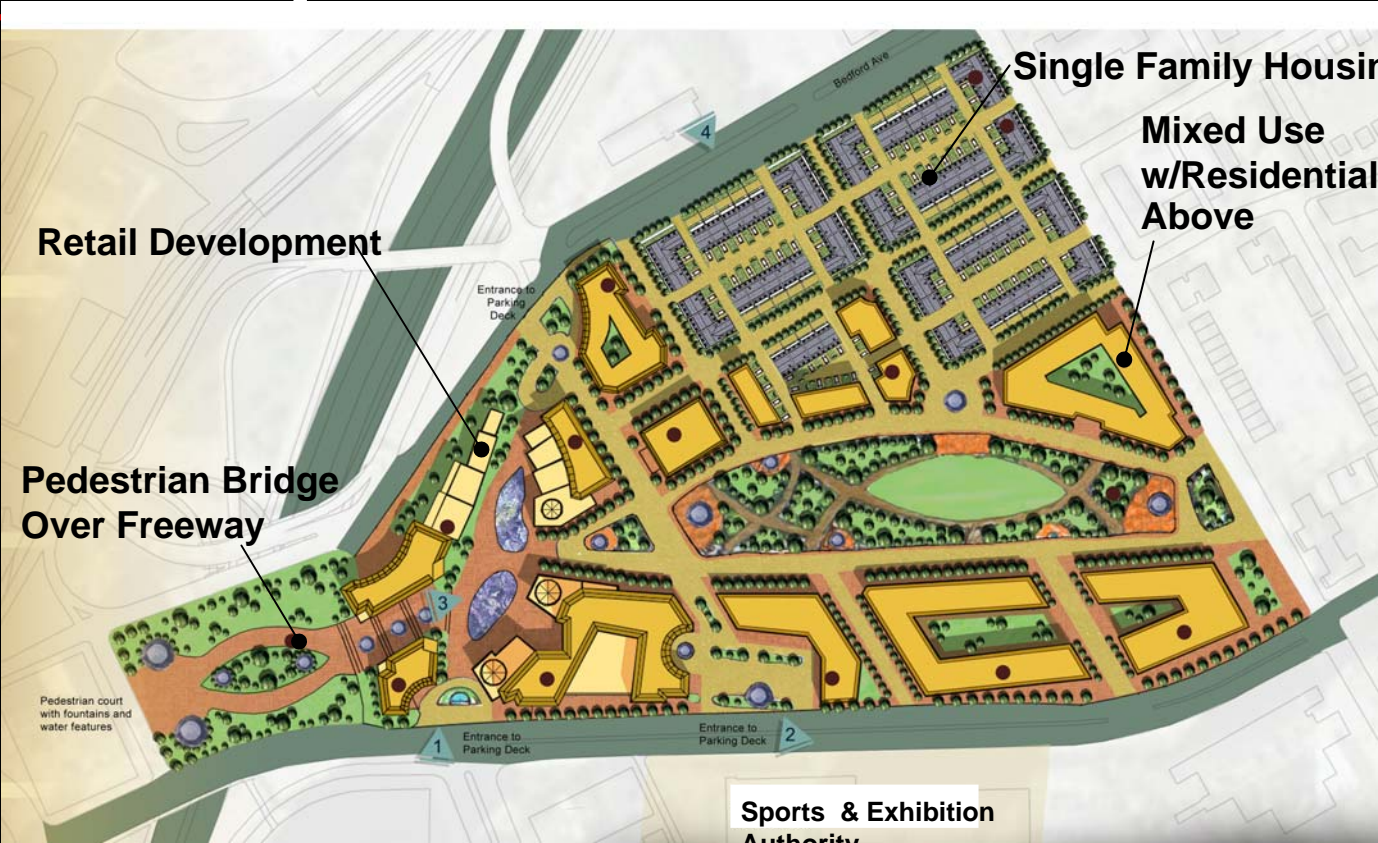 Bedford Ave
Single Family Housin
Mixed Use
w/Residential
Above
4
Retail Development
Entrance to
Parking
Deck
Pedestrian Bridge
Over Freeway
3
Pedestrian court
with fountains and
water features
1
Entrance to
Parking Deck
Entrance to
Parking Deck
2
Sports & Exhibition
Authority